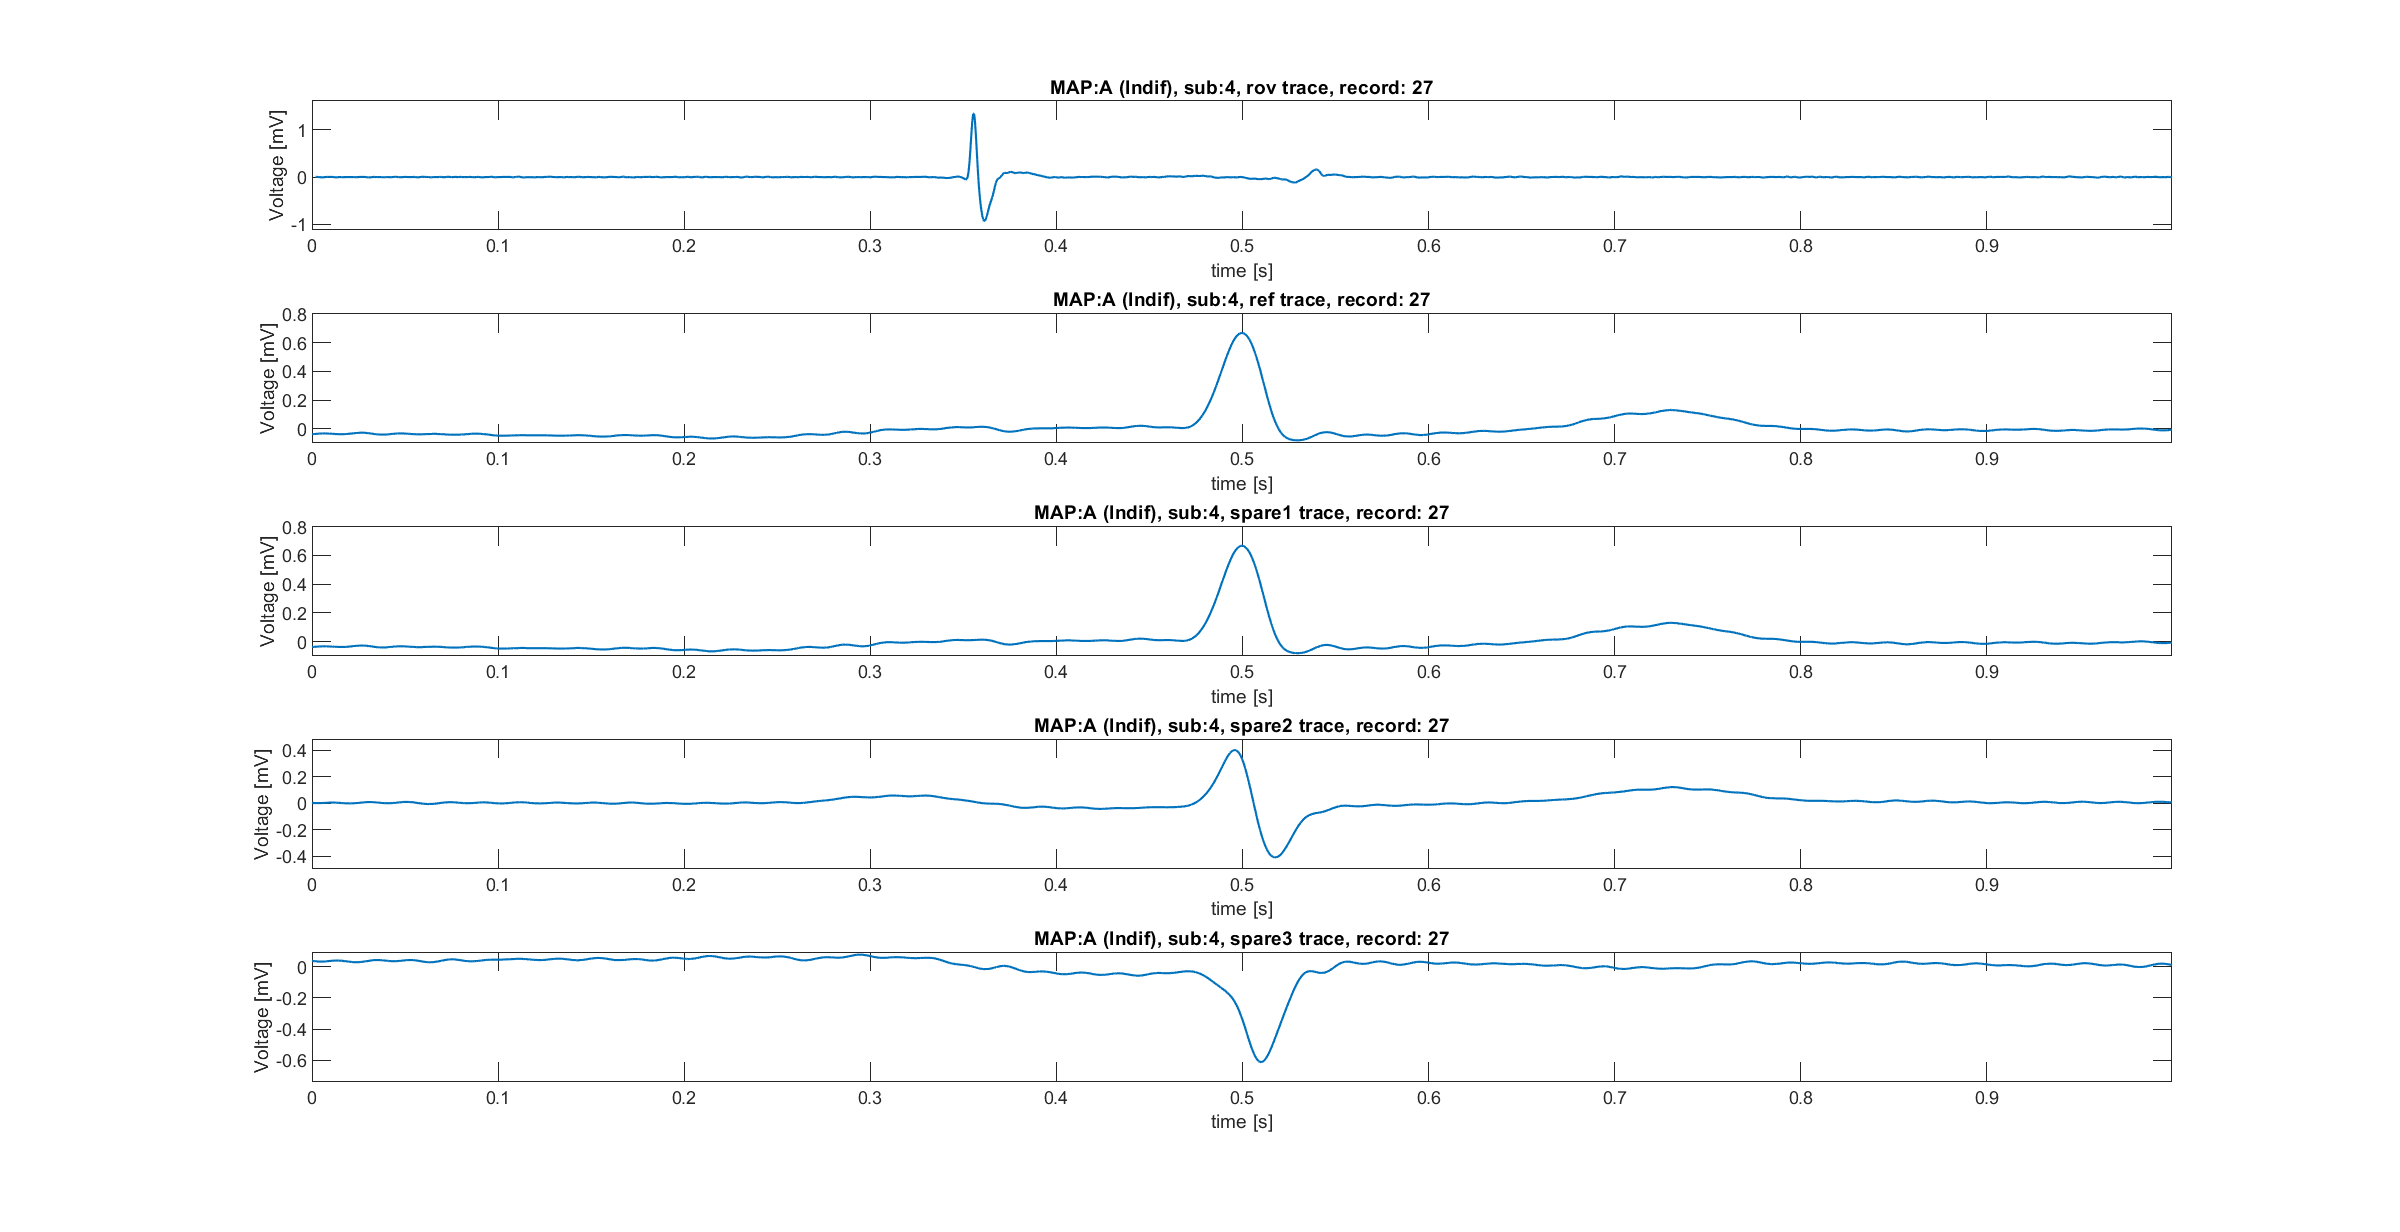 MAP:A (Indif), sub:4, rov trace, record: 27
Voltage [mV]
1
0
-1
0 0.1 0.2 0.3 0.4 0.5 0.6 0.7 0.8 0.9
time [s]
MAP:A (Indif), sub:4, ref trace, record: 27
Voltage [mV]
0.8
0.6
0.4
0.2
0
0 0.1 0.2 0.3 0.4 0.5 0.6 0.7 0.8 0.9
time [s]
MAP:A (Indif), sub:4, spare1 trace, record: 27
Voltage [mV]
0.8
0.6
0.4
0.2
0
0 0.1 0.2 0.3 0.4 0.5 0.6 0.7 0.8 0.9
time [s]
MAP:A (Indif), sub:4, spare2 trace, record: 27
Voltage [mV]
0.4
0.2
0
-0.2
-0.4
0 0.1 0.2 0.3 0.4 0.5 0.6 0.7 0.8 0.9
time [s]
MAP:A (Indif), sub:4, spare3 trace, record: 27
Voltage [mV]
0
-0.2
-0.4
-0.6
0 0.1 0.2 0.3 0.4 0.5 0.6 0.7 0.8 0.9
time [s]